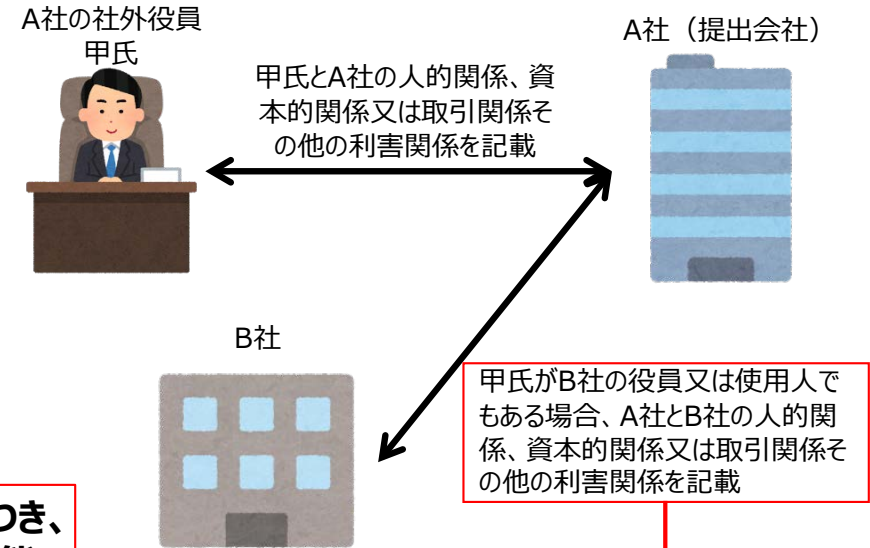 A社の社外役員
甲氏
A社（提出会社）
甲氏とA社の人的関係、資
本的関係又は取引関係そ
の他の利害関係を記載
B社
甲氏がB社の役員又は使用人で
もある場合、A社とB社の人的関
係、資本的関係又は取引関係そ
の他の利害関係を記載
つき、